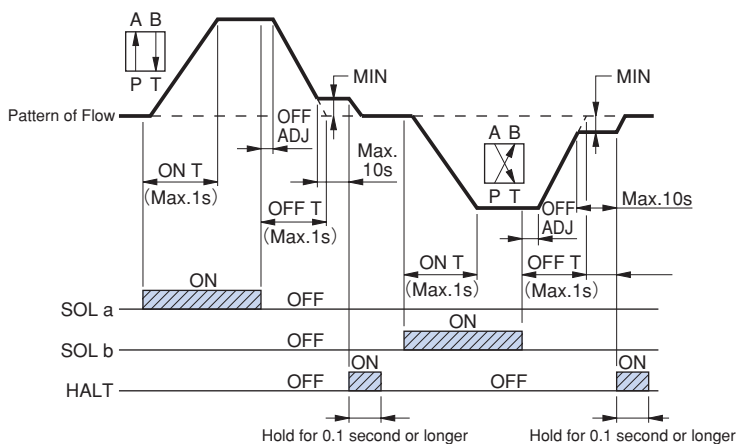 A B
P T
MIN
MIN
Pattern of Flow
OFF
ADJ
ON T
(Max.1s)
Max.
10s
OFF T
(Max.1s)
A B
P T
OFF
ADJ
Max.10s
ON T
(Max.1s)
OFF T
(Max.1s)
ON
SOL a
OFF
ON
SOL b
OFF
ON
ON
HALT
OFF
OFF
Hold for 0.1 second or longer
Hold for 0.1 second or longer